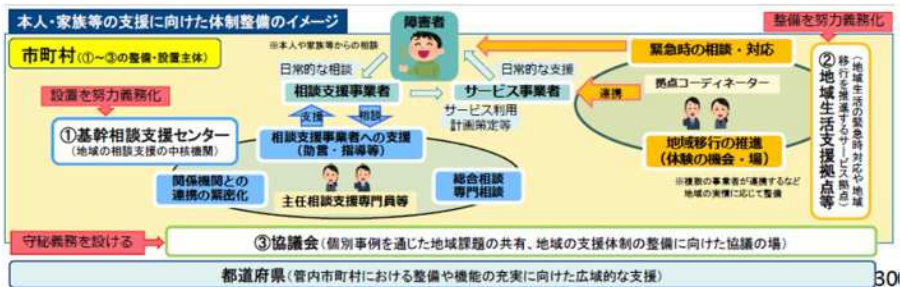 本人・家族等の支援に向けた体制整備のイメージ
障害者
整備を努力義務化
市町村(①～③の整備・設置主体)
※本人や家族等からの相談
日常的な相談
日常的な支援
相談支援事業者
サービス事業者
サービス利用
計画策定等
緊急時の相談・対応
連携
拠点コーディネーター
地域移行の推進
(体験の機会・場)
※複数の事業者が連携するなど
地域の実情に応じて整備
②地域生活支援拠点等
(地域生活の緊急時対応や地域
移行を推進するサービス拠点)
設置を努力義務化
①基幹相談支援センター
(地域の相談支援の中核機関)
支援
相談
相談支援事業者への支援
(助言・指導等)
関係機関との
連携の緊密化
主任相談支援専門員等
総合相談
専門相談
守秘義務を設ける
③協議会(個別事例を通じた地域課題の共有、地域の支援体制の整備に向けた協議の場)
都道府県(管内市町村における整備や機能の充実に向けた広域的な支援)